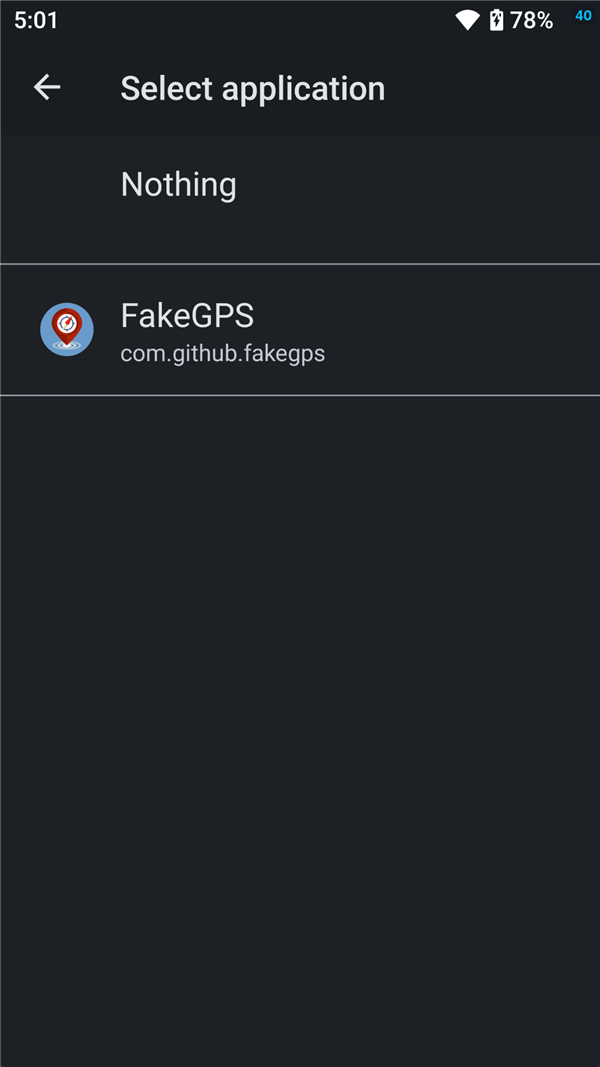 5:01
78%
40
Select application
Nothing
FakeGPS
com.github.fakegps